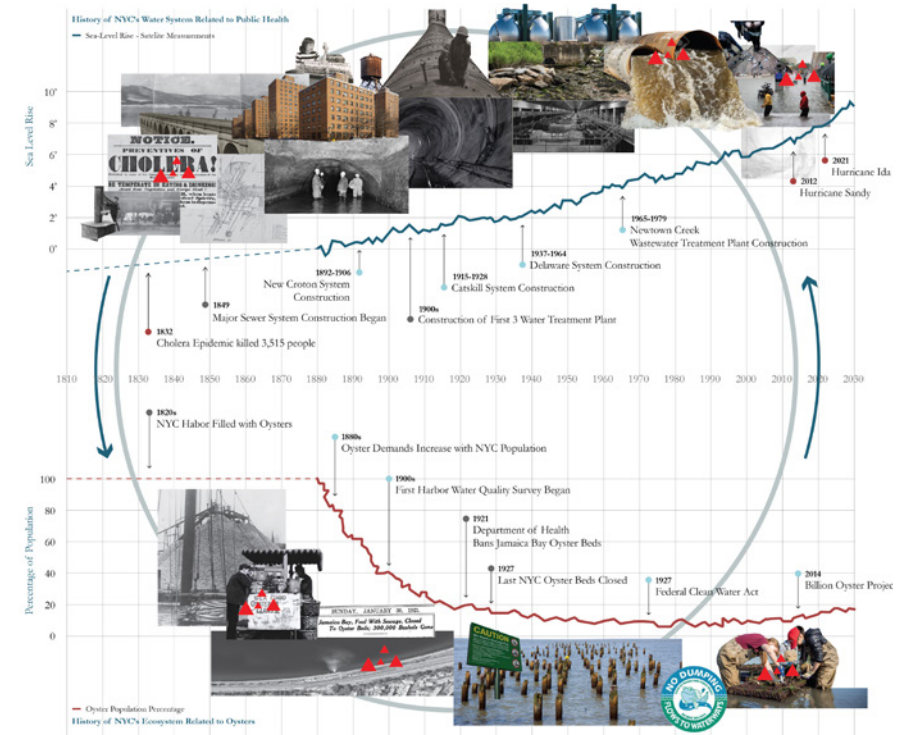 History of NYC's Water System Related to Public Health
Sea-Level Rise - Satelite Measurments
Sea Level Rise
10"
8"
6"
4"
2"
0"
NOTICE.
PREVENTIVES OF
CHOLERA!
BE TEMPERATE IN EATING & DRINKING!
2021
Hurricane Ida
2012
Hurricane Sandy
1965-1979
Newtown Creek
Wastewater Treatment Plant Construction
1937-1964
Delaware System Construction
1892-1906
New Croton System
Construction
1915-1928
Catskill System Construction
1849
Major Sewer System Construction Began
1900s
Construction of First 3 Water Treatment Plant
1832
Cholera Epidemic killed 3,515 people
1810 1820 1830 1840 1850 1860 1870 1880 1890 1900 1910 1920 1930 1940 1950 1960 1970 1980 1990 2000 2010 2020 2030
1820s
NYC Habor Filled with Oysters
1880s
Oyster Demands Increase with NYC Population
1900s
First Harbor Water Quality Survey Began
1921
Department of Health
Bans Jamaica Bay Oyster Beds
1927
Last NYC Oyster Beds Closed
1927
Federal Clean Water Act
2014
Billion Oyster Projec
Percentage of Population
100
80
60
40
20
0
SUNDAY, JANUARY 30, 1921.
Jamaica Bay, Foul With Sewage, Closed
To Oyster Beds; 300,000 Bushels Gone
CAUTION
NO DUMPING
FLOWS TO WATERWAYS
Oyster Population Percentage
History of NYC's Ecosystem Related to Oysters